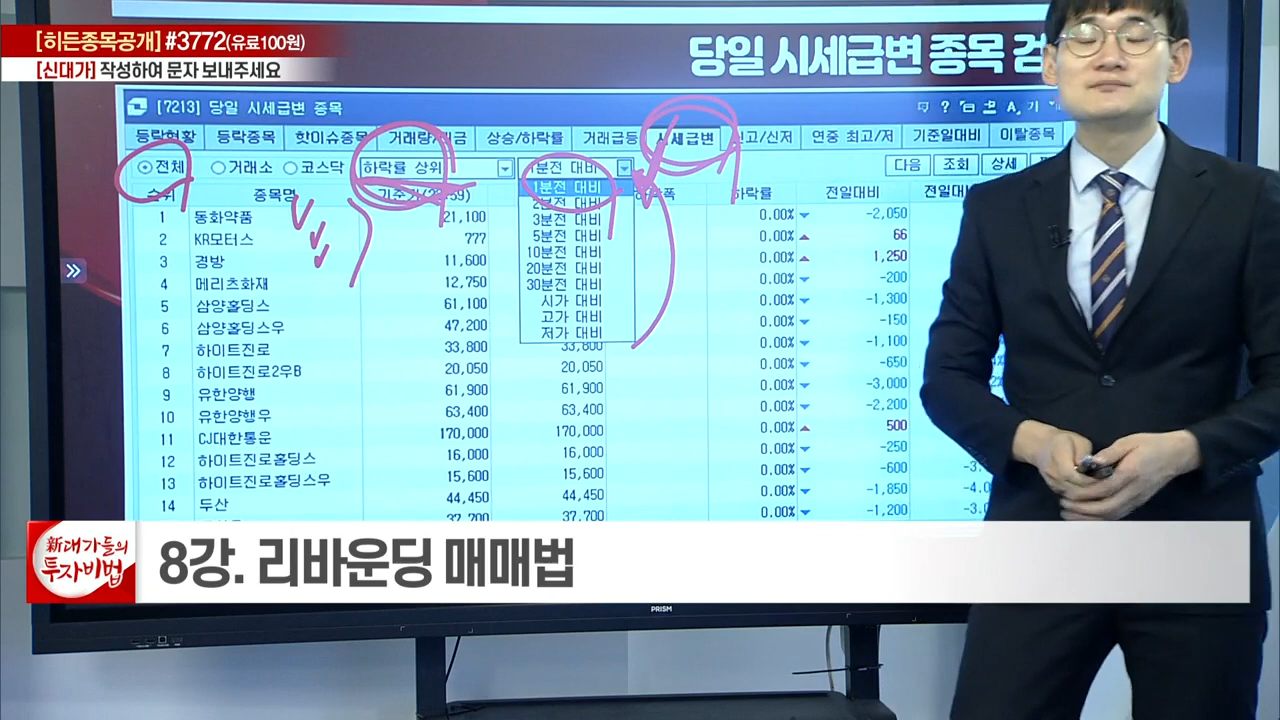 [히든종목공개] #3772(유료100원)
[신대가] 작성하여 문자 보내주세요
당일 시세급변 종목 검
[7213] 당일 시세급변 종목
등락현황 등락종목 핫이슈종목 거래량/대금 상승/하락률 거래급등 시세급변 고/신저 연중 최고/저 기준일대비 이탈종목
전체 거래소 코스닥 하락률 상위 1분전 대비 다음 조회 상세
순위 종목명 기준가 하락률 전일대비
1분전 대비
2분전 대비
3분전 대비
5분전 대비
10분전 대비
20분전 대비
30분전 대비
시가 대비
고가 대비
저가 대비
1 동화약품 21,100 0.00% -2,050
2 KR모터스 777 0.00% 66
3 경방 11,600 0.00% 1,250
4 메리츠화재 12,750 0.00% -200
5 삼양홀딩스 61,100 0.00% -1,300
6 삼양홀딩스우 47,200 0.00% -150
7 하이트진로 33,800 33,800 0.00% -1,100
8 하이트진로2우B 20,050 20,050 0.00% -650
9 유한양행 61,900 61,900 0.00% -3,000
10 유한양행우 63,400 63,400 0.00% -2,200
11 CJ대한통운 170,000 170,000 0.00% 500
12 하이트진로홀딩스 16,000 16,000 0.00% -250
13 하이트진로홀딩스우 15,600 15,600 0.00% -600
14 두산 44,450 44,450 0.00% -1,850
37,700 37,700 0.00% -1,200
新대가들의
투자비법
8강. 리바운딩 매매법
PRISM